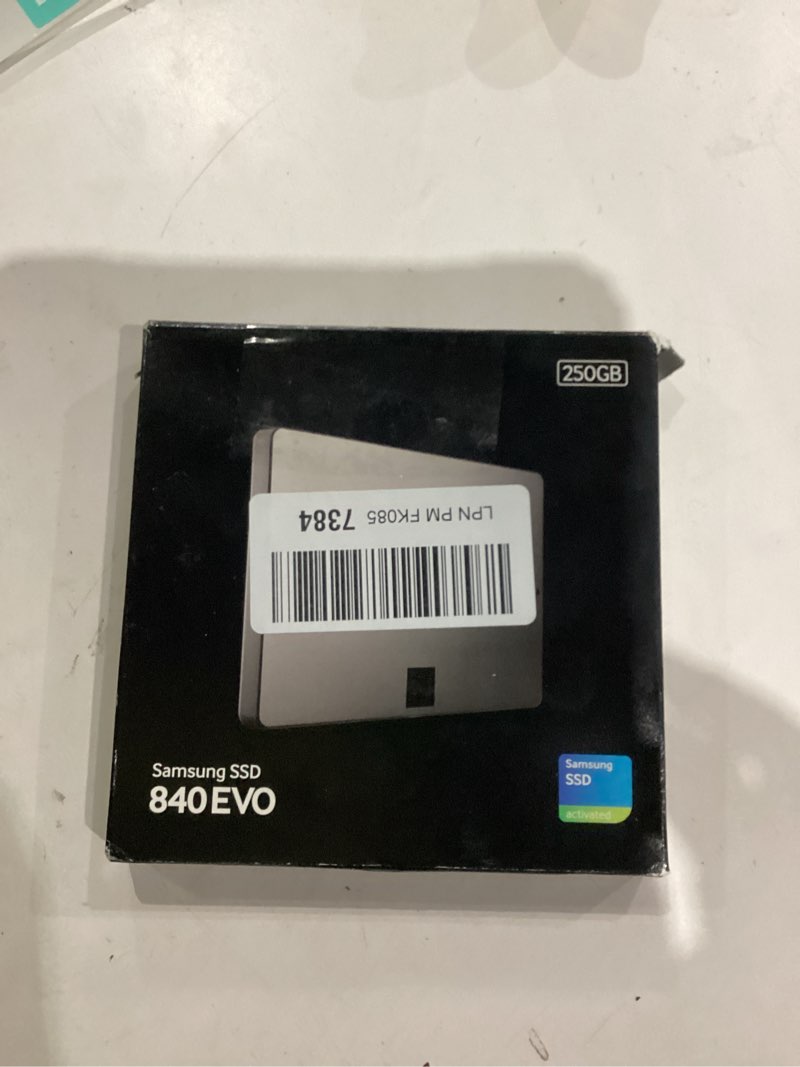 250GB
LPN PM FK085 7384
Samsung SSD
840 EVO
Samsung
SSD
activated